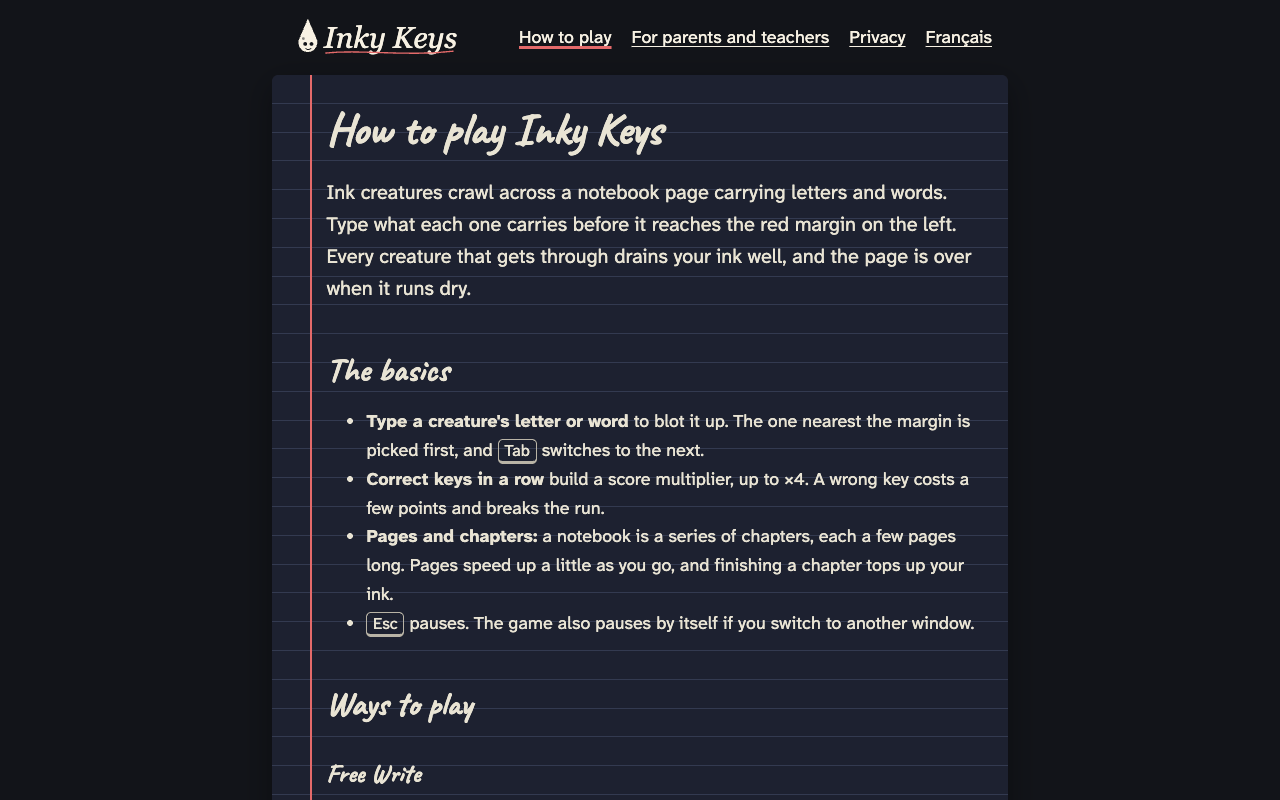 Inky Keys
How to play
For parents and teachers
Privacy
Français
How to play Inky Keys
Ink creatures crawl across a notebook page carrying letters and words.
Type what each one carries before it reaches the red margin on the left.
Every creature that gets through drains your ink well, and the page is over
when it runs dry.
The basics
• Type a creature's letter or word to blot it up. The one nearest the margin is
picked first, and Tab switches to the next.
• Correct keys in a row build a score multiplier, up to ×4. A wrong key costs a
few points and breaks the run.
• Pages and chapters: a notebook is a series of chapters, each a few pages
long. Pages speed up a little as you go, and finishing a chapter tops up your
ink.
• Esc pauses. The game also pauses by itself if you switch to another window.
Ways to play
Free Write